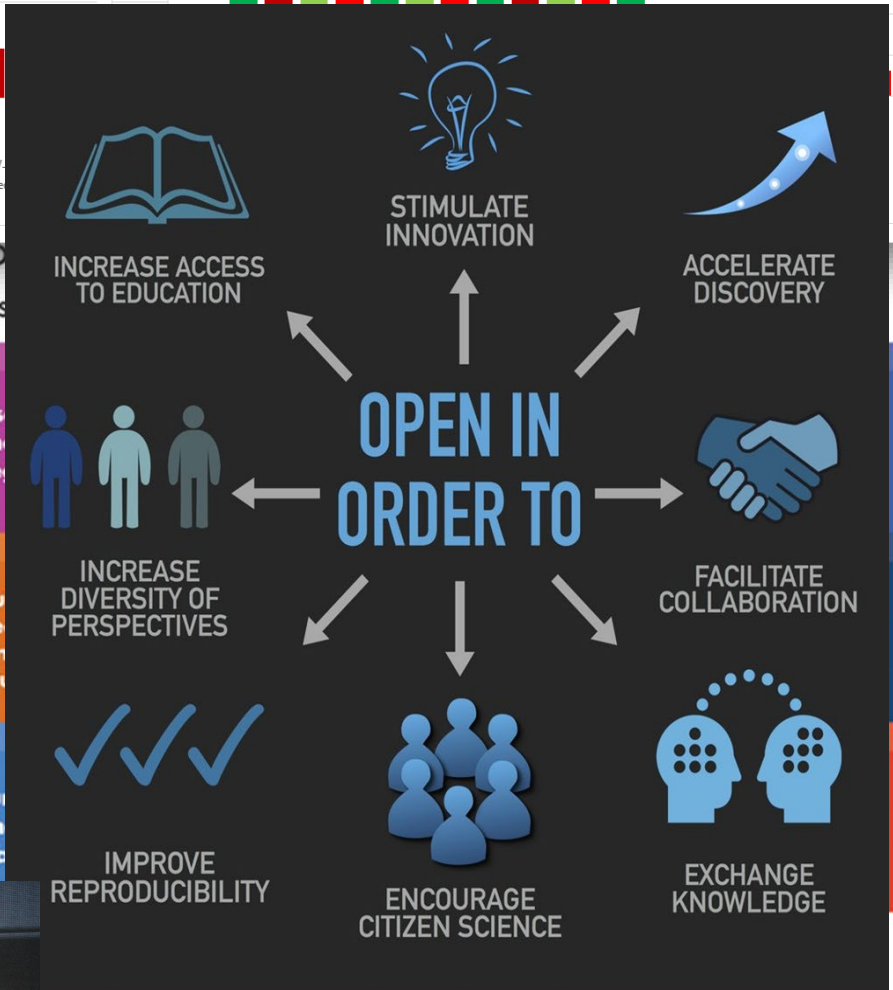 STIMULATE
INNOVATION
INCREASE ACCESS
TO EDUCATION
ACCELERATE
DISCOVERY
OPEN IN
ORDER TO
INCREASE
DIVERSITY OF
PERSPECTIVES
FACILITATE
COLLABORATION
IMPROVE
REPRODUCIBILITY
ENCOURAGE
CITIZEN SCIENCE
EXCHANGE
KNOWLEDGE